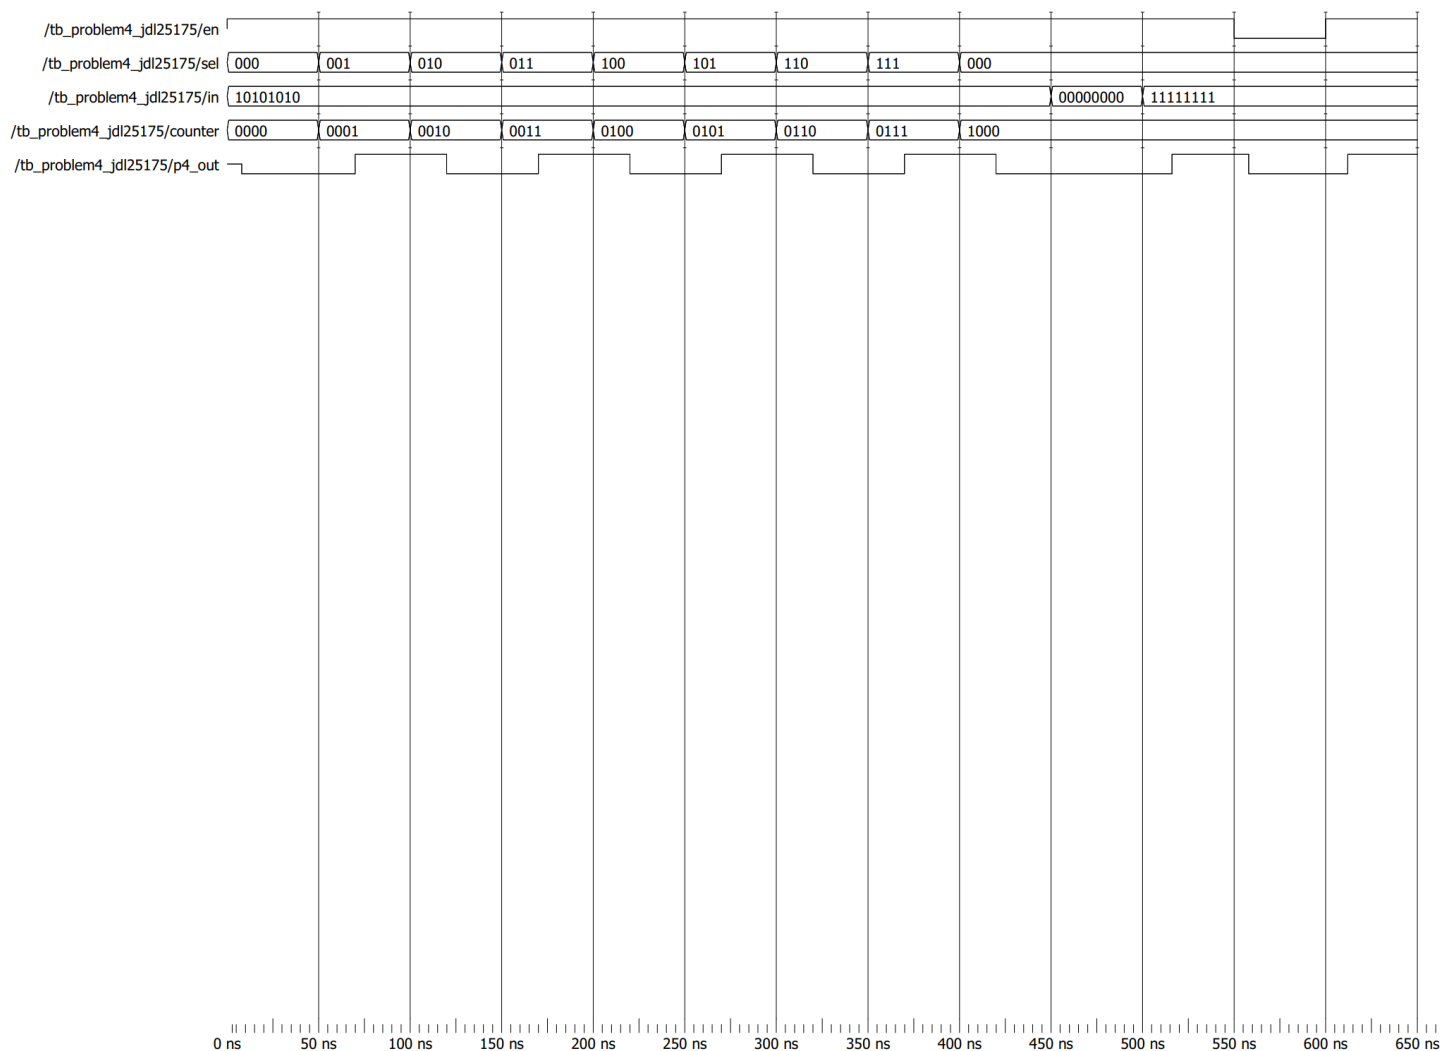 /tb_problem4_jdl25175/en
/tb_problem4_jdl25175/sel 000 001 010 011 100 101 110 111 000
/tb_problem4_jdl25175/in 10101010 00000000 11111111
/tb_problem4_jdl25175/counter 0000 0001 0010 0011 0100 0101 0110 0111 1000
/tb_problem4_jdl25175/p4_out
0 ns 50 ns 100 ns 150 ns 200 ns 250 ns 300 ns 350 ns 400 ns 450 ns 500 ns 550 ns 600 ns 650 ns